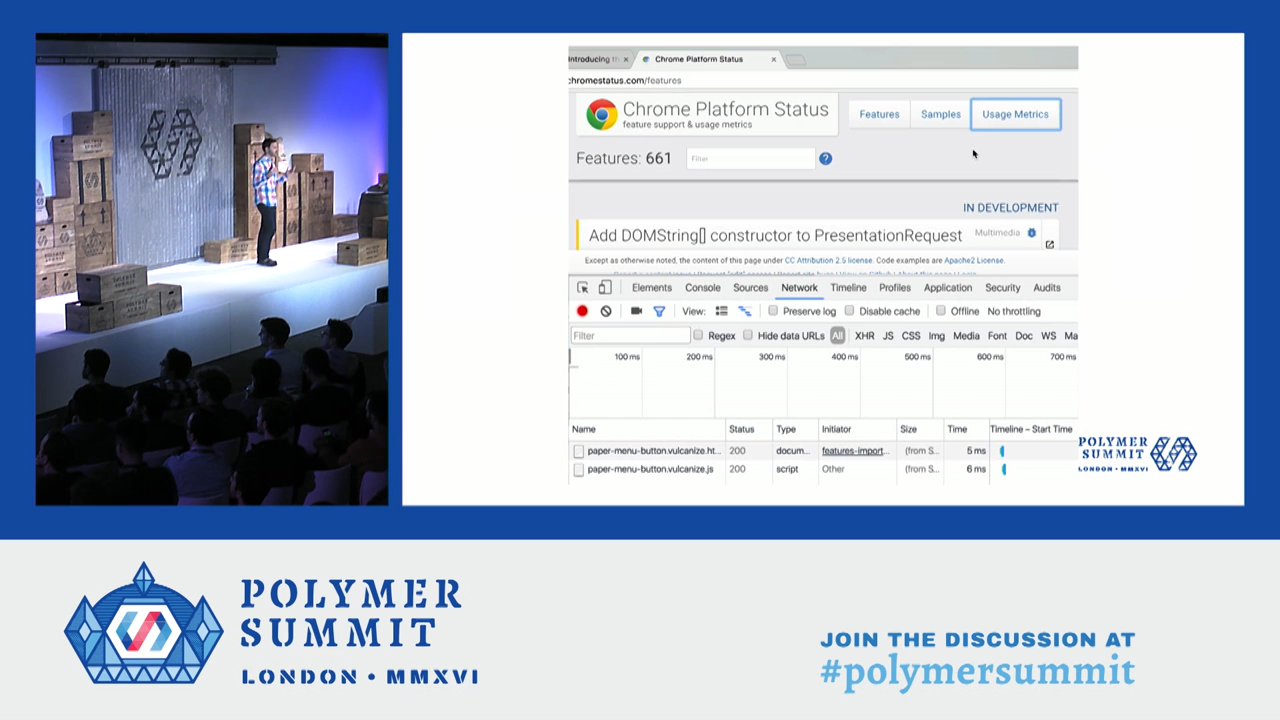 Introducing th
Chrome Platform Status
chromestatus.com/features
Chrome Platform Status
feature support & usage metrics
Features
Samples
Usage Metrics
Features: 661
Filter
?
IN DEVELOPMENT
Add DOMString[] constructor to PresentationRequest
Multimedia
Except as otherwise noted, the content of this page under CC Attribution 2.5 license. Code examples are Apache2 License.
Elements Console Sources Network Timeline Profiles Application Security Audits
View: Preserve log Disable cache Offline No throttling
Filter Regex Hide data URLs All XHR JS CSS Img Media Font Doc WS Ma
100 ms 200 ms 300 ms 400 ms 500 ms 600 ms 700 ms
Name Status Type Initiator Size Time Timeline – Start Time
paper-menu-button.vulcanize.ht... 200 docum... features-import... (from S... 5 ms
paper-menu-button.vulcanize.js 200 script Other (from S... 6 ms
POLYMER
SUMMIT
LONDON • MMXVI
POLYMER
SUMMIT
LONDON • MMXVI
JOIN THE DISCUSSION AT
#polymersummit